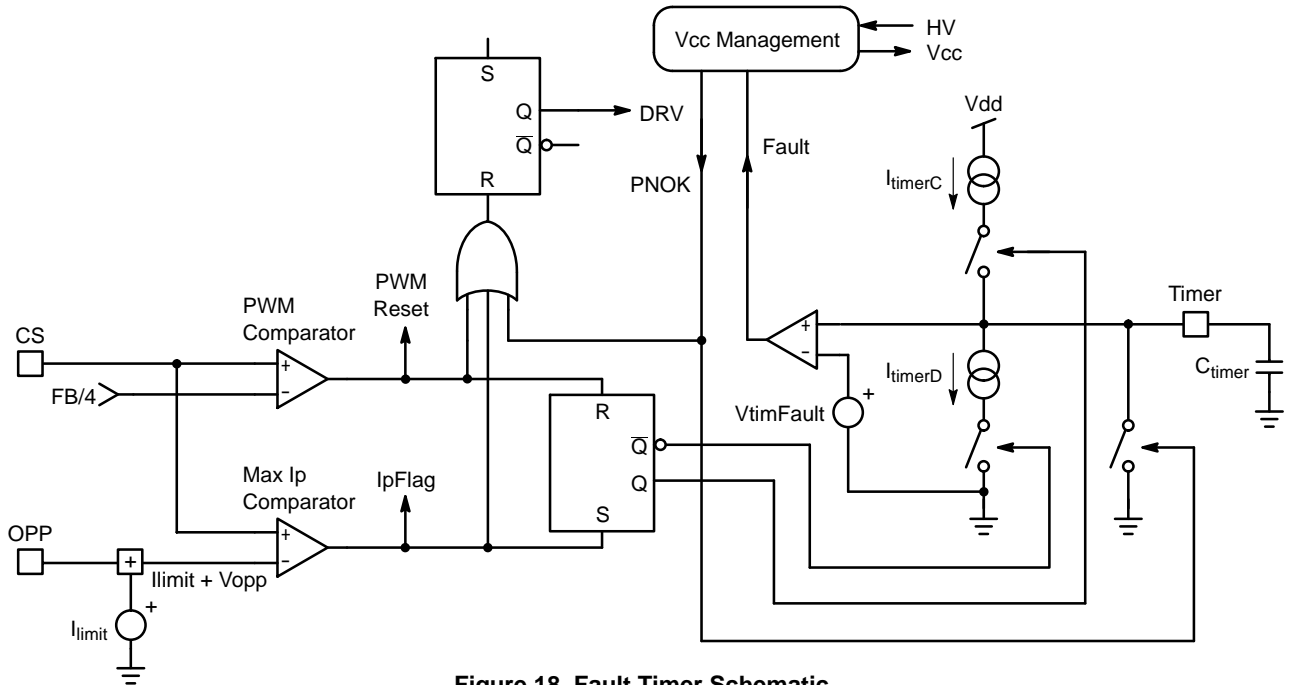 Vcc Management
HV
Vcc
S
Q
Q̅
R
DRV
PNOK
Fault
Vdd
ItimerC
Timer
Ctimer
ItimerD
VtimFault
+
−
+
PWM
Comparator
PWM
Reset
CS
FB/4
+
−
R
Q̅
Q
S
Max Ip
Comparator
IpFlag
OPP
+
Ilimit + Vopp
+
−
Ilimit
+
Figure 18. Fault Timer Schematic